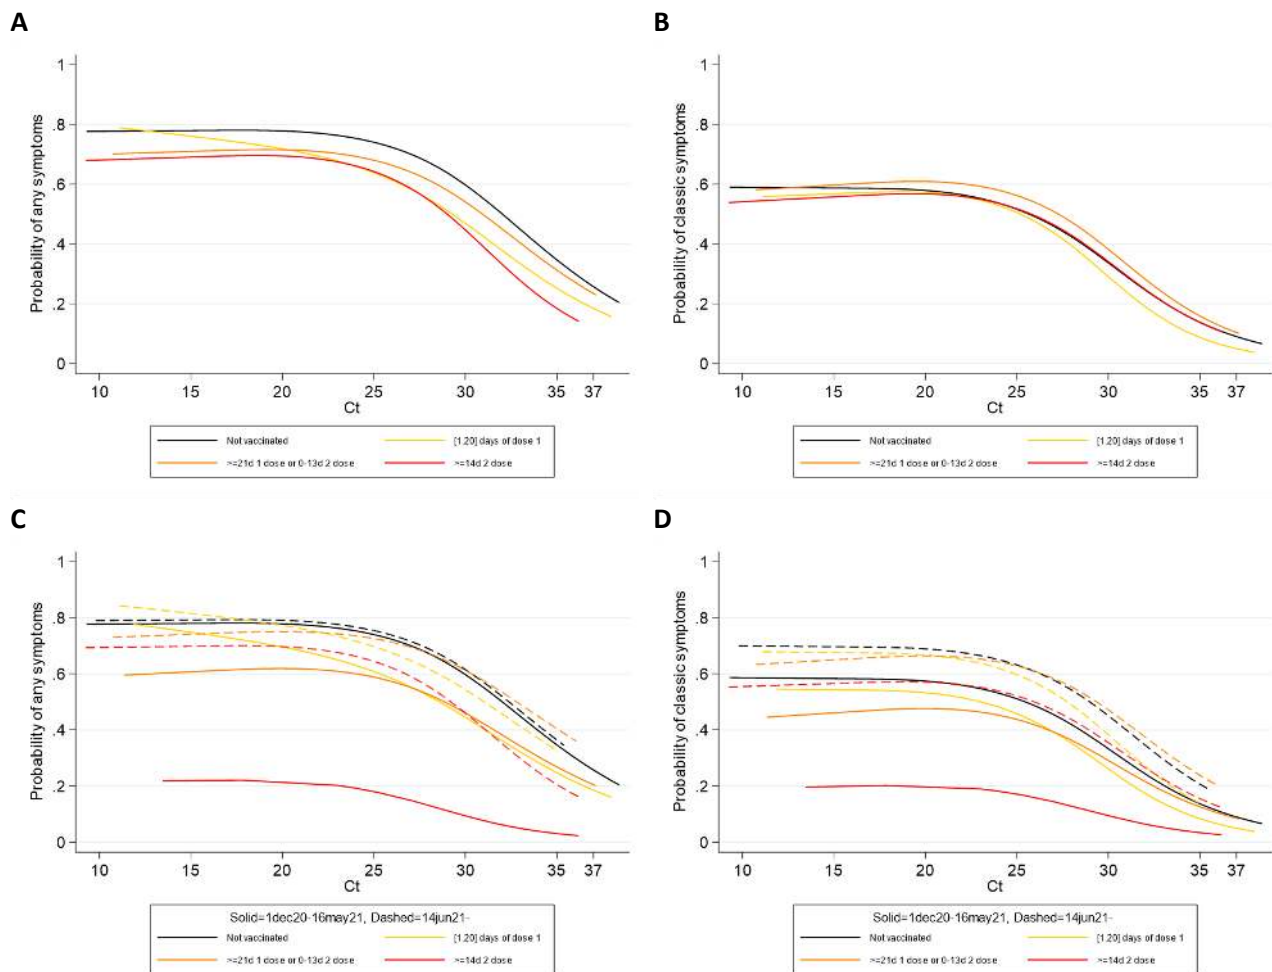 A
Probability of any symptoms
1
.8
.6
.4
.2
0
10 15 20 25 30 35 37
Ct
Not vaccinated [1,20] days of dose 1
>=21d 1 dose or 0-13d 2 dose >=14d 2 dose
B
Probability of classic symptoms
1
.8
.6
.4
.2
0
10 15 20 25 30 35 37
Ct
Not vaccinated [1,20] days of dose 1
>=21d 1 dose or 0-13d 2 dose >=14d 2 dose
C
Probability of any symptoms
1
.8
.6
.4
.2
0
10 15 20 25 30 35 37
Ct
Solid=1dec20-16may21, Dashed=14jun21-
Not vaccinated [1,20] days of dose 1
>=21d 1 dose or 0-13d 2 dose >=14d 2 dose
D
Probability of classic symptoms
1
.8
.6
.4
.2
0
10 15 20 25 30 35 37
Ct
Solid=1dec20-16may21, Dashed=14jun21-
Not vaccinated [1,20] days of dose 1
>=21d 1 dose or 0-13d 2 dose >=14d 2 dose